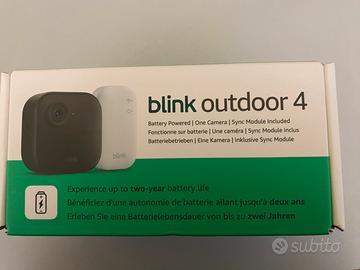 blink outdoor 4
Battery Powered | One Camera | Sync Module Included
Fonctionne sur batterie | Une caméra | Sync Module inclus
Batteriebetrieben | Eine Kamera | Inklusive Sync Module
blink
blink
Experience up to two-year battery life
Bénéficiez d'une autonomie de batterie allant jusqu'à deux ans
Erleben Sie eine Batterielebensdauer von bis zu zwei Jahren
subito